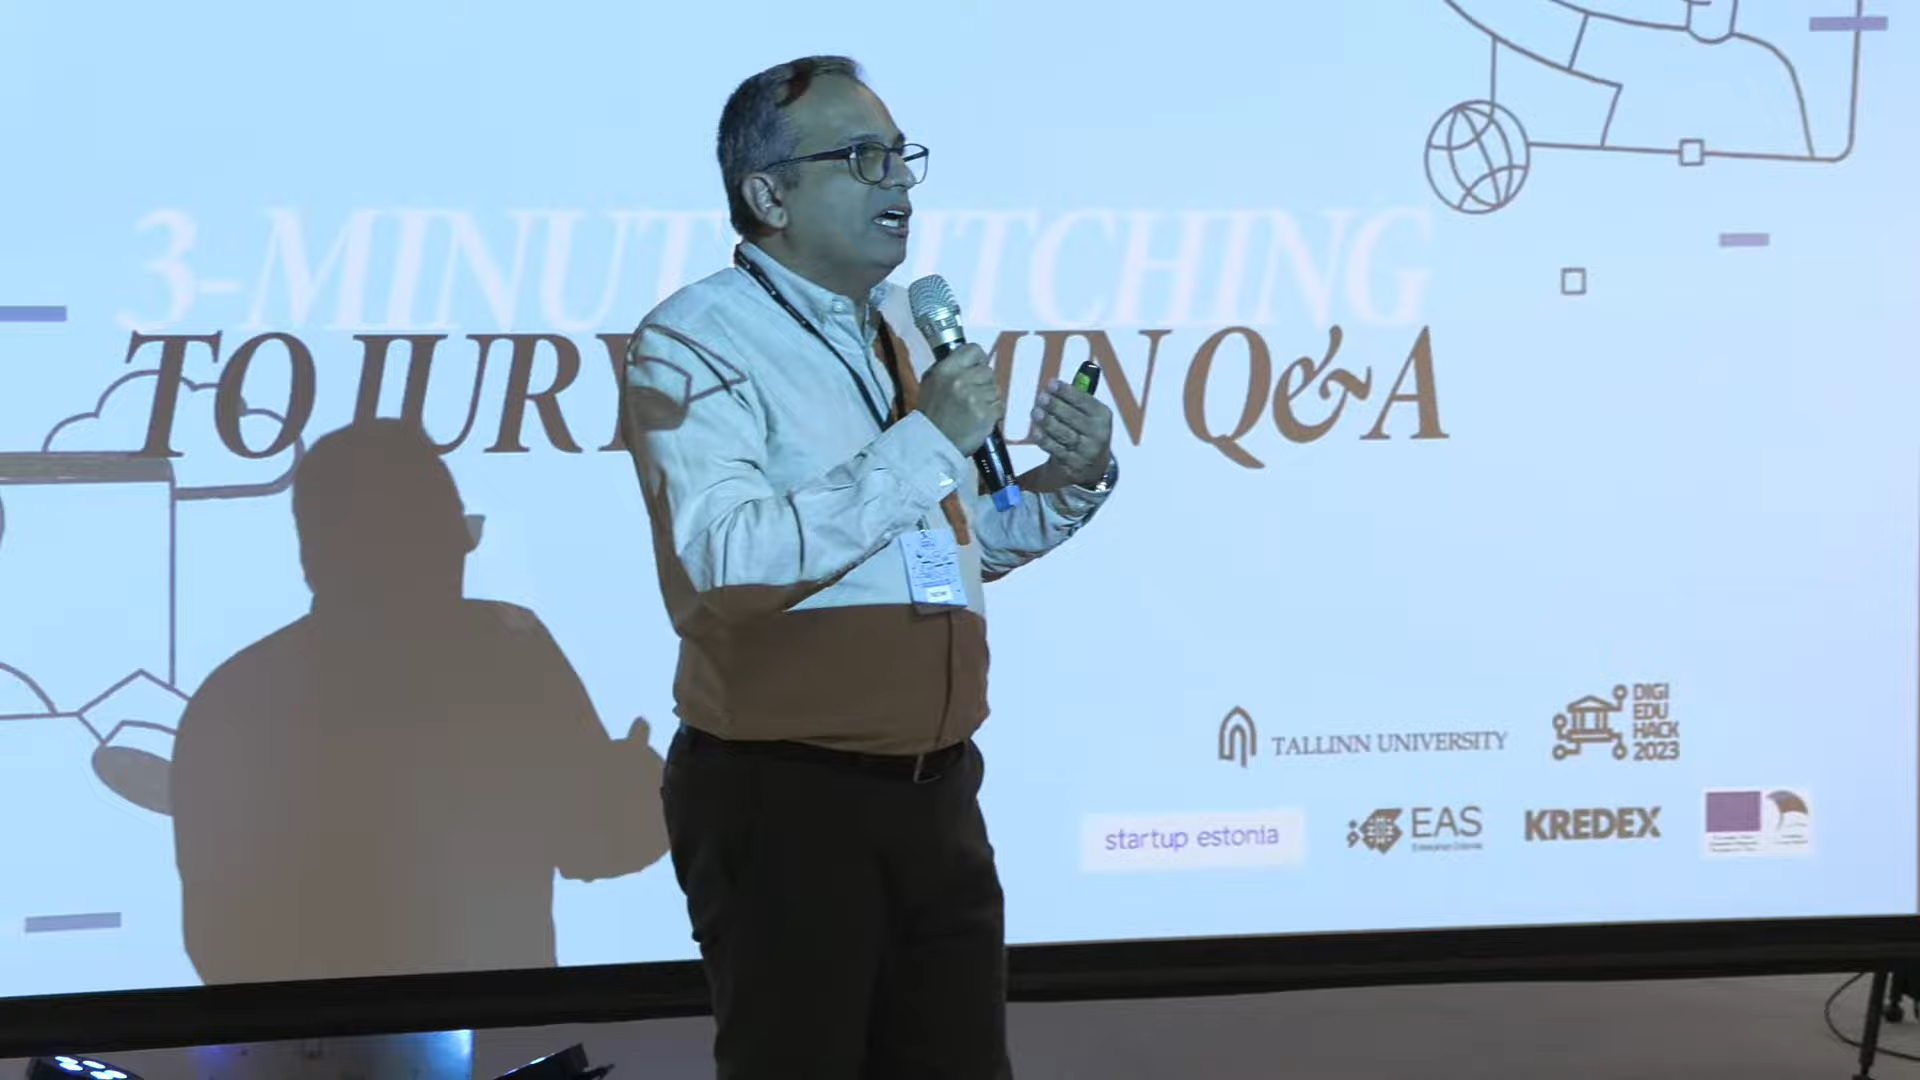 3-MINUT ITCHING
TO JURY MIN Q&A
TALLINN UNIVERSITY
DIGI
EDU
HACK
2023
startup estonia
EAS
KREDEX